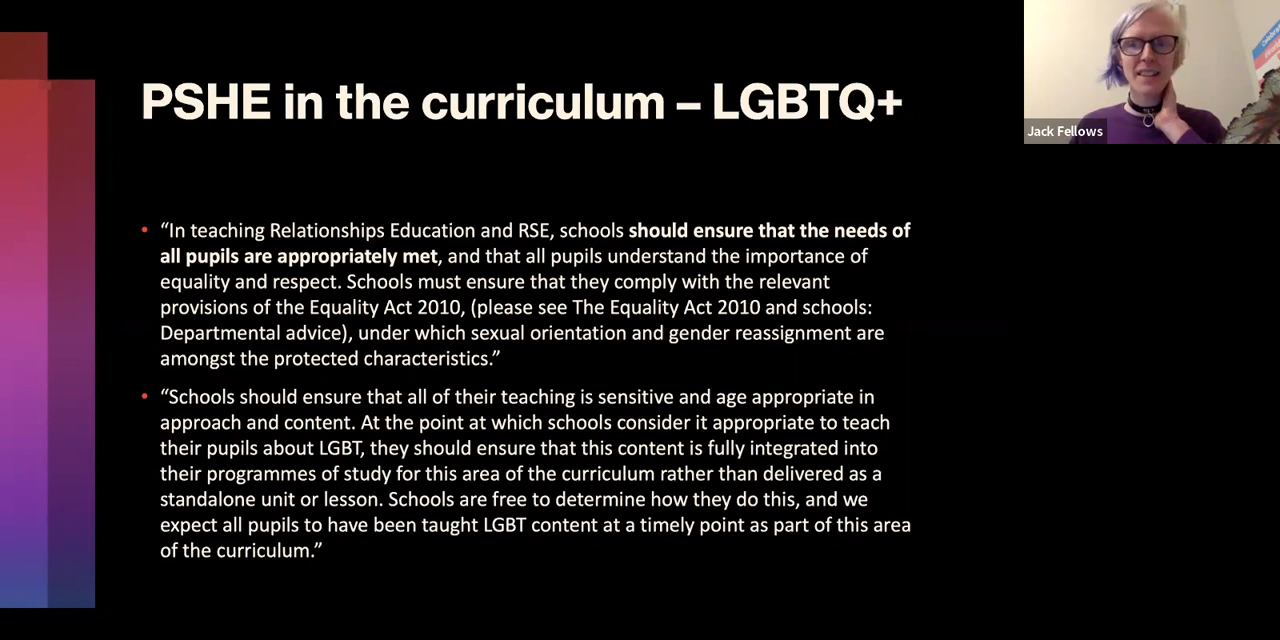 PSHE in the curriculum – LGBTQ+
Jack Fellows
• “In teaching Relationships Education and RSE, schools should ensure that the needs of
all pupils are appropriately met, and that all pupils understand the importance of
equality and respect. Schools must ensure that they comply with the relevant
provisions of the Equality Act 2010, (please see The Equality Act 2010 and schools:
Departmental advice), under which sexual orientation and gender reassignment are
amongst the protected characteristics.”
• “Schools should ensure that all of their teaching is sensitive and age appropriate in
approach and content. At the point at which schools consider it appropriate to teach
their pupils about LGBT, they should ensure that this content is fully integrated into
their programmes of study for this area of the curriculum rather than delivered as a
standalone unit or lesson. Schools are free to determine how they do this, and we
expect all pupils to have been taught LGBT content at a timely point as part of this area
of the curriculum.”